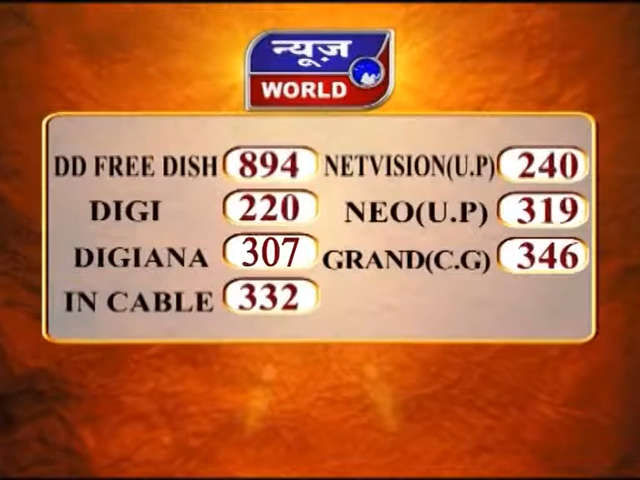 न्यूज़
WORLD
DD FREE DISH 894 NETVISION(U.P) 240
DIGI 220 NEO(U.P) 319
DIGIANA 307 GRAND(C.G) 346
IN CABLE 332